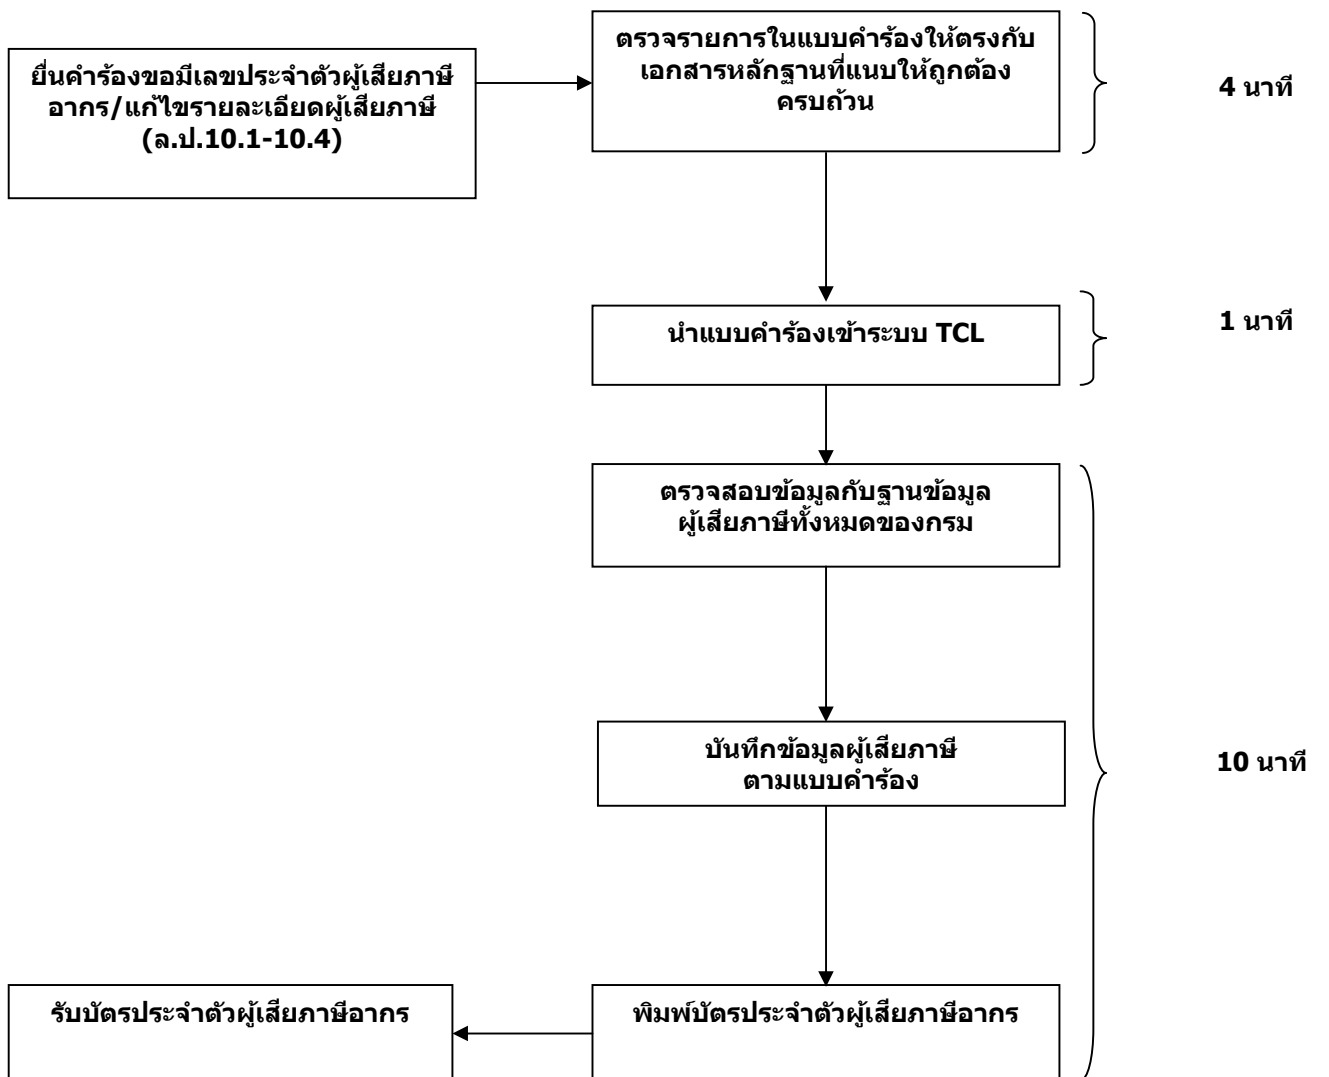 ยื่นคำร้องขอมีเลขประจำตัวผู้เสียภาษี
อากร/แก้ไขรายละเอียดผู้เสียภาษี
(ล.ป.10.1-10.4)
ตรวจรายการในแบบคำร้องให้ตรงกับ
เอกสารหลักฐานที่แนบให้ถูกต้อง
ครบถ้วน
4 นาที
นำแบบคำร้องเข้าระบบ TCL
1 นาที
ตรวจสอบข้อมูลกับฐานข้อมูล
ผู้เสียภาษีทั้งหมดของกรม
บันทึกข้อมูลผู้เสียภาษี
ตามแบบคำร้อง
10 นาที
พิมพ์บัตรประจำตัวผู้เสียภาษีอากร
รับบัตรประจำตัวผู้เสียภาษีอากร